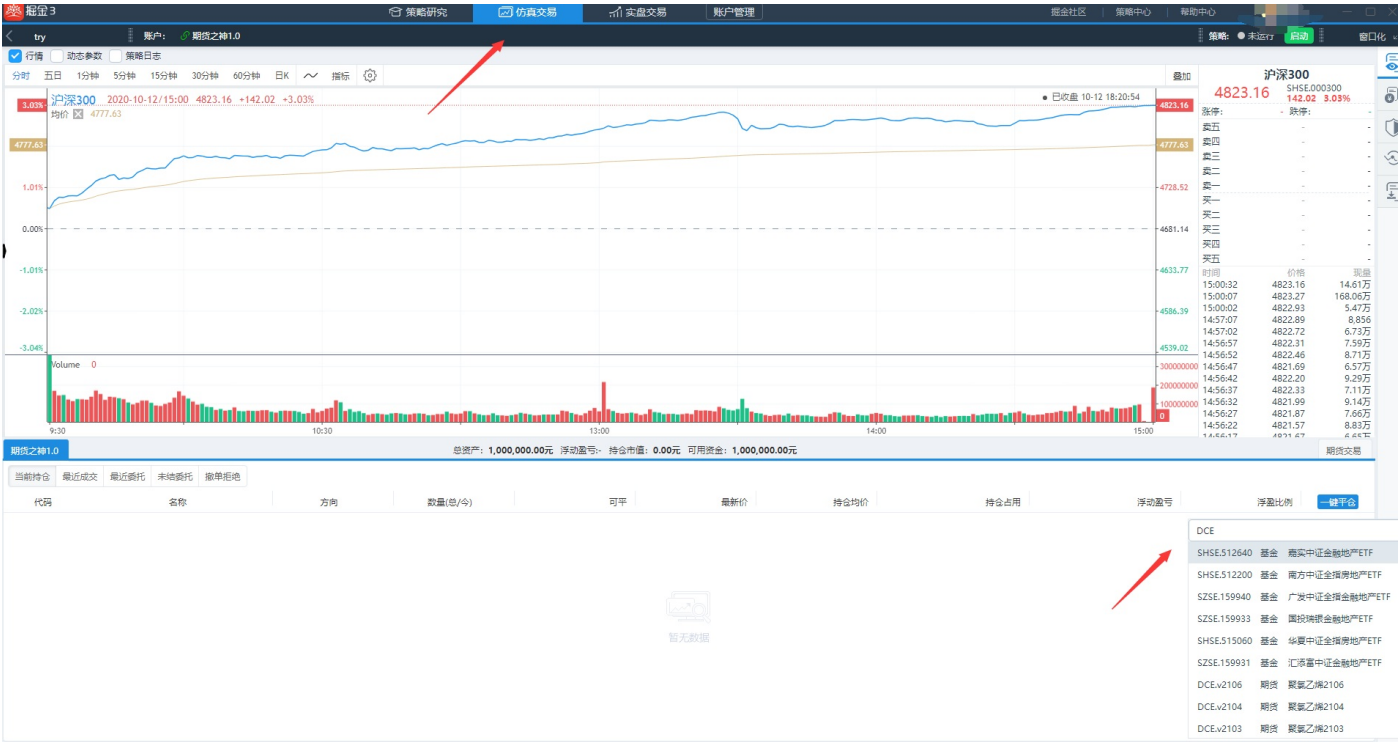 掘金3 策略研究 仿真交易 实盘交易 账户管理 掘金社区 策略中心 帮助中心
try 账户: 期货之神1.0 策略: 未运行 启动 窗口化
行情 动态参数 策略日志
分时 五日 1分钟 5分钟 15分钟 30分钟 60分钟 日K 指标 叠加
沪深300 2020-10-12/15:00 4823.16 +142.02 +3.03% 已收盘 10-12 18:20:54
均价 4777.63
3.03%
4777.63
1.01%
0.00%
-1.01%
-2.02%
-3.04%
4823.16
4777.63
4728.52
4681.14
4633.77
4586.39
4539.02
Volume 0
300000000
200000000
100000000
0
9:30 10:30 13:00 14:00 15:00
沪深300
4823.16 SHSE.000300
142.02 3.03%
涨停: - 跌停: -
卖五 - -
卖四 - -
卖三 - -
卖二 - -
卖一 - -
买一 - -
买二 - -
买三 - -
买四 - -
买五 - -
时间 价格 现量
15:00:32 4823.16 14.61万
15:00:07 4823.27 168.06万
15:00:02 4822.93 5.47万
14:57:07 4822.89 8,856
14:57:02 4822.72 6.73万
14:56:57 4822.31 7.59万
14:56:52 4822.46 8.71万
14:56:47 4821.69 6.57万
14:56:42 4822.20 9.29万
14:56:37 4822.33 7.11万
14:56:32 4821.99 9.14万
14:56:27 4821.87 7.66万
14:56:22 4821.57 8.83万
14:56:17 4821.67 6.65万
期货之神1.0 总资产: 1,000,000.00元 浮动盈亏:- 持仓市值: 0.00元 可用资金: 1,000,000.00元 期货交易
当前持仓 最近成交 最近委托 未结委托 撤单拒绝
代码 名称 方向 数量(总/今) 可平 最新价 持仓均价 持仓占用 浮动盈亏 浮盈比例 一键平仓
暂无数据
DCE
SHSE.512640 基金 嘉实中证金融地产ETF
SHSE.512200 基金 南方中证全指房地产ETF
SZSE.159940 基金 广发中证全指金融地产ETF
SZSE.159933 基金 国投瑞银金融地产ETF
SHSE.515060 基金 华夏中证全指房地产ETF
SZSE.159931 基金 汇添富中证金融地产ETF
DCE.v2106 期货 聚氯乙烯2106
DCE.v2104 期货 聚氯乙烯2104
DCE.v2103 期货 聚氯乙烯2103